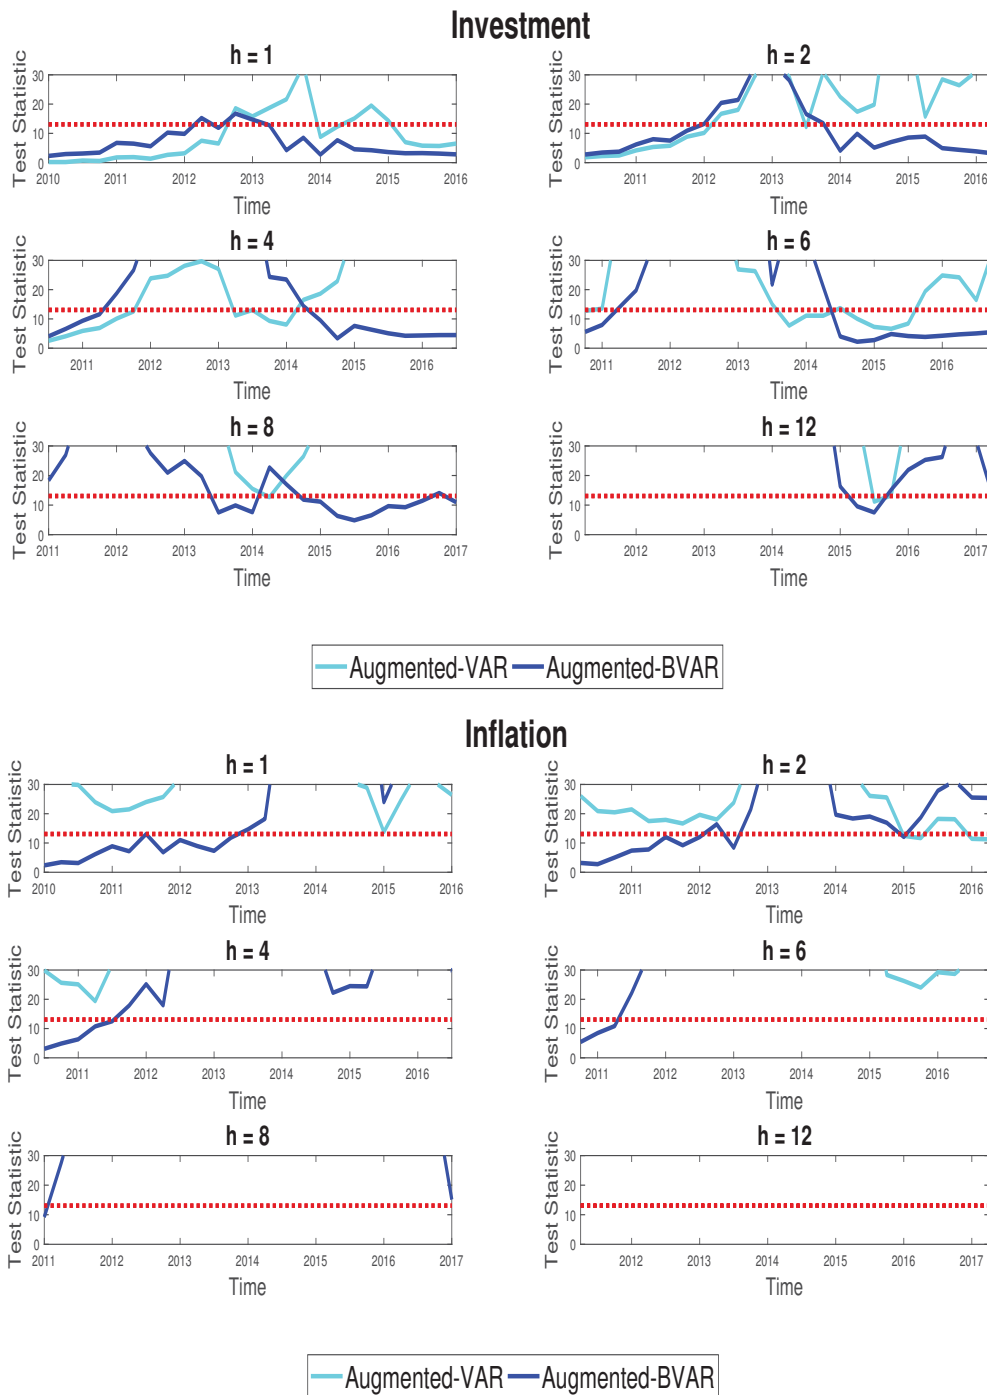 Investment
h = 1
Test Statistic
30
20
10
0
2010 2011 2012 2013 2014 2015 2016
Time
h = 2
Test Statistic
30
20
10
0
2011 2012 2013 2014 2015 2016
Time
h = 4
Test Statistic
30
20
10
0
2011 2012 2013 2014 2015 2016
Time
h = 6
Test Statistic
30
20
10
0
2011 2012 2013 2014 2015 2016
Time
h = 8
Test Statistic
30
20
10
0
2011 2012 2013 2014 2015 2016 2017
Time
h = 12
Test Statistic
30
20
10
0
2012 2013 2014 2015 2016 2017
Time
Augmented-VAR Augmented-BVAR
Inflation
h = 1
Test Statistic
30
20
10
0
2010 2011 2012 2013 2014 2015 2016
Time
h = 2
Test Statistic
30
20
10
0
2011 2012 2013 2014 2015 2016
Time
h = 4
Test Statistic
30
20
10
0
2011 2012 2013 2014 2015 2016
Time
h = 6
Test Statistic
30
20
10
0
2011 2012 2013 2014 2015 2016
Time
h = 8
Test Statistic
30
20
10
0
2011 2012 2013 2014 2015 2016 2017
Time
h = 12
Test Statistic
30
20
10
0
2012 2013 2014 2015 2016 2017
Time
Augmented-VAR Augmented-BVAR